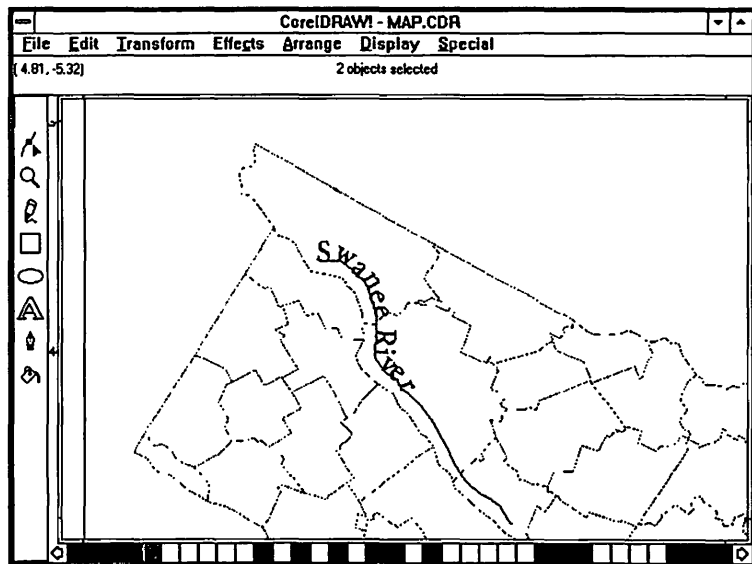 CorelDRAW! - MAP.CDR
File Edit Transform Effects Arrange Display Special
( 4.81, -5.32) 2 objects selected
Swanee River
4